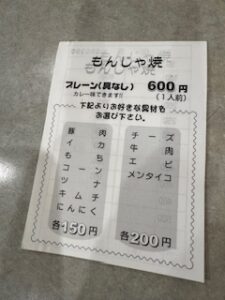 もんじゃ焼
プレーン(具なし) 600円
カレー味できます!! (1人前)
下記よりお好きな具材を
お選び下さい。
豚肉
イカ
もち
コーン
ツナ
キムチ
にんにく
各150円
チーズ
牛肉
エビ
メンタイコ
各200円